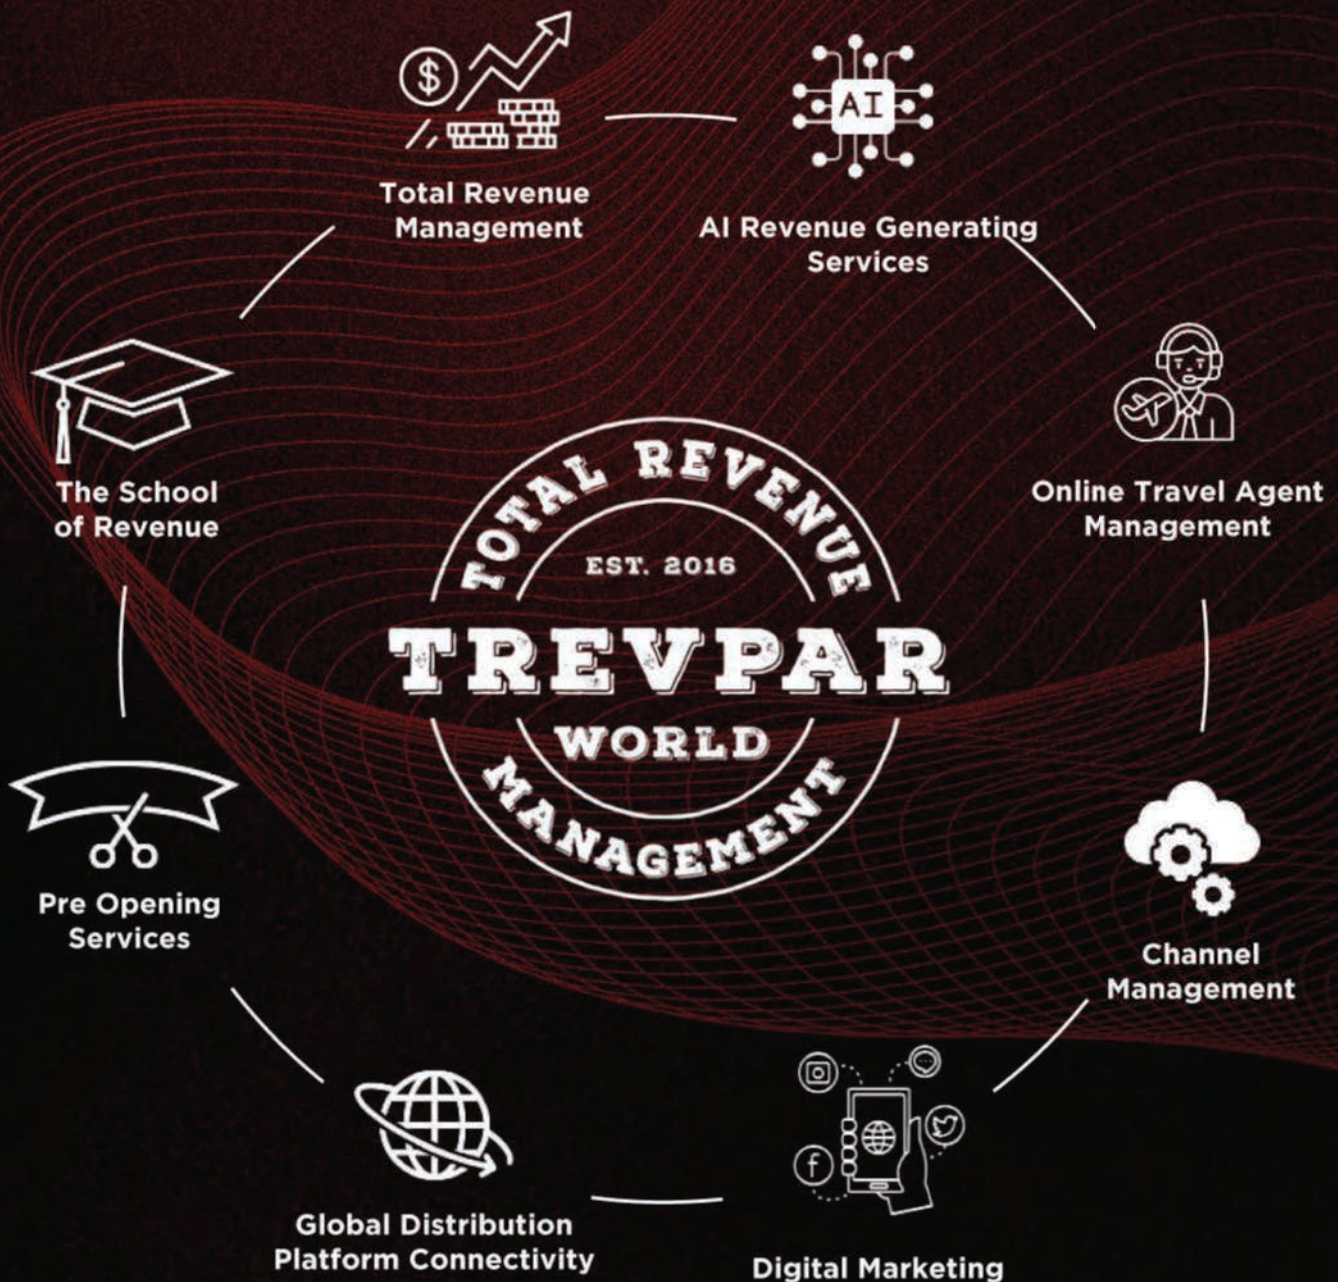 $
AI
Total Revenue
Management
AI Revenue Generating
Services
The School
of Revenue
Online Travel Agent
Management
TOTAL REVENUE
EST. 2016
TREVPAR
WORLD
MANAGEMENT
Pre Opening
Services
Channel
Management
f
Global Distribution
Platform Connectivity
Digital Marketing